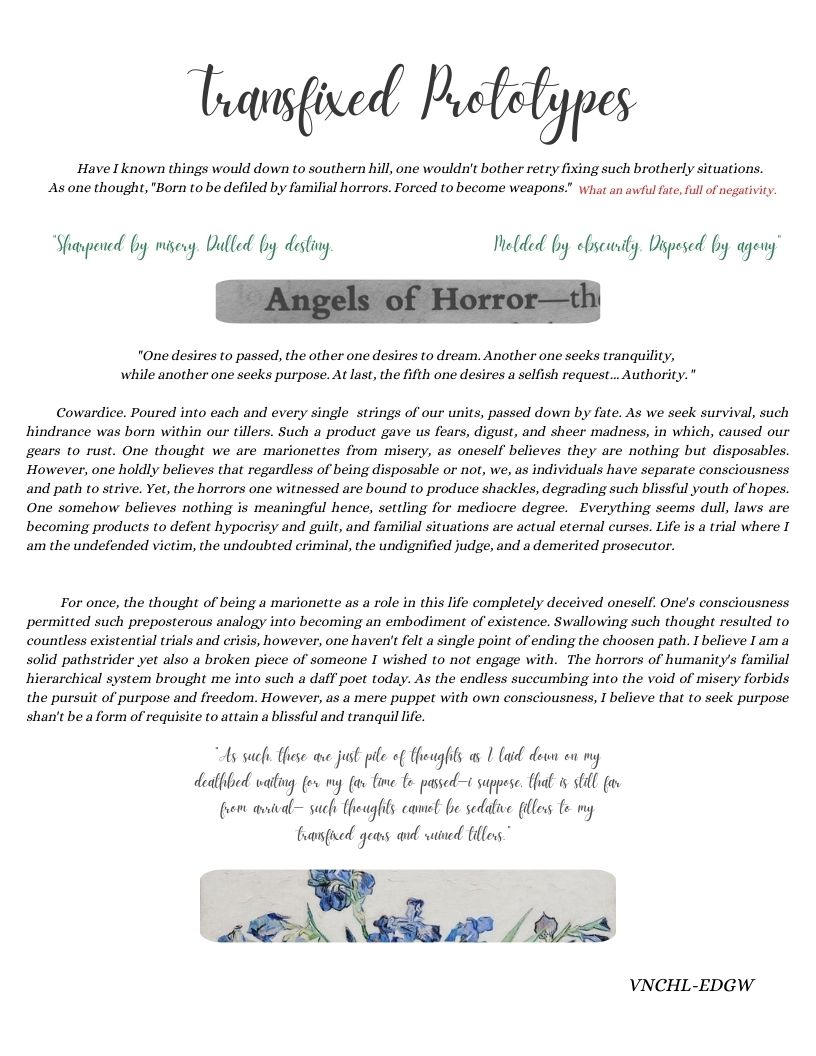 Transfixed Prototypes
Have I known things would down to southern hill, one wouldn't bother retry fixing such brotherly situations.
As one thought, "Born to be defiled by familial horrors. Forced to become weapons." What an awful fate, full of negativity.
"Sharpened by misery, Dulled by destiny, Molded by obscurity, Disposed by agony"
Angels of Horror—the
"One desires to passed, the other one desires to dream. Another one seeks tranquility,
while another one seeks purpose. At last, the fifth one desires a selfish request... Authority."
Cowardice. Poured into each and every single strings of our units, passed down by fate. As we seek survival, such
hindrance was born within our tillers. Such a product gave us fears, digust, and sheer madness, in which, caused our
gears to rust. One thought we are marionettes from misery, as oneself believes they are nothing but disposables.
However, one holdly believes that regardless of being disposable or not, we, as individuals have separate consciousness
and path to strive. Yet, the horrors one witnessed are bound to produce shackles, degrading such blissful youth of hopes.
One somehow believes nothing is meaningful hence, settling for mediocre degree. Everything seems dull, laws are
becoming products to defent hypocrisy and guilt, and familial situations are actual eternal curses. Life is a trial where I
am the undefended victim, the undoubted criminal, the undignified judge, and a demerited prosecutor.
For once, the thought of being a marionette as a role in this life completely deceived oneself. One's consciousness
permitted such preposterous analogy into becoming an embodiment of existence. Swallowing such thought resulted to
countless existential trials and crisis, however, one haven't felt a single point of ending the choosen path. I believe I am a
solid pathstrider yet also a broken piece of someone I wished to not engage with. The horrors of humanity's familial
hierarchical system brought me into such a daff poet today. As the endless succumbing into the void of misery forbids
the pursuit of purpose and freedom. However, as a mere puppet with own consciousness, I believe that to seek purpose
shan't be a form of requisite to attain a blissful and tranquil life.
"As such, these are just pile of thoughts as I laid down on my
deathbed waiting for my far time to passed—i suppose, that is still far
from arrival— such thoughts cannot be sedative fillers to my
transfixed gears and ruined tillers."
VNCHL-EDGW